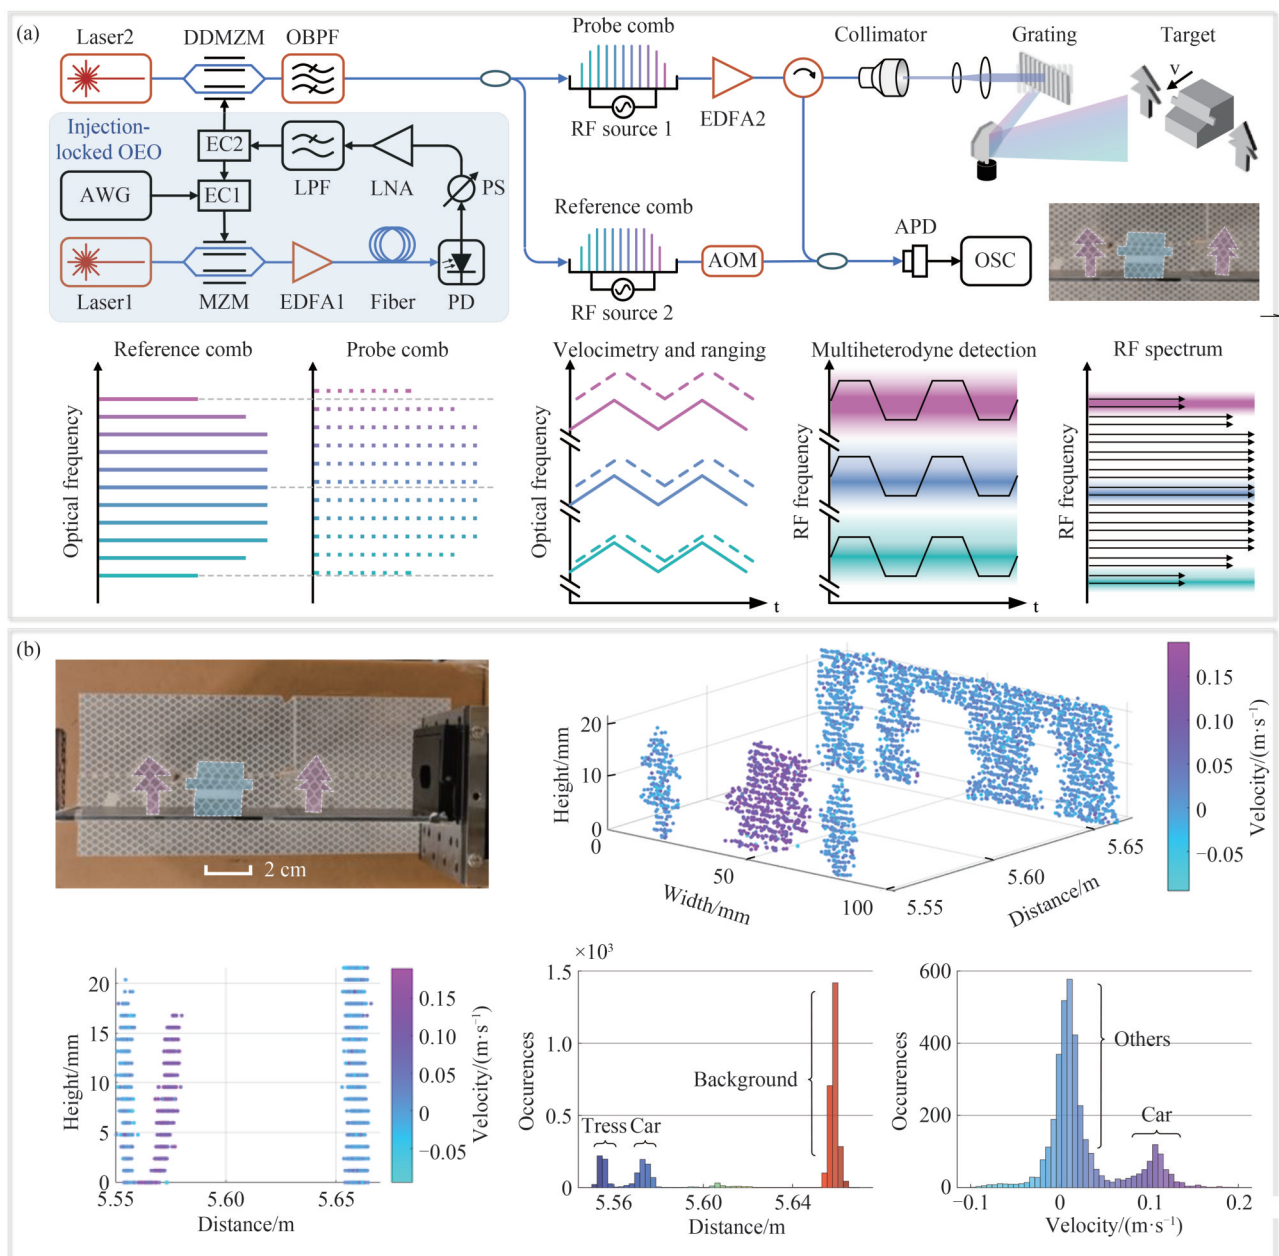 (a)
Laser2
DDMZM
OBPF
Probe comb
Collimator
Grating
Target
v
RF source 1
EDFA2
Injection-
locked OEO
EC2
LPF
LNA
PS
AWG
EC1
Reference comb
APD
AOM
OSC
Laser1
MZM
EDFA1
Fiber
PD
RF source 2
Reference comb
Probe comb
Velocimetry and ranging
Multiheterodyne detection
RF spectrum
Optical frequency
Optical frequency
RF frequency
RF frequency
t
t
(b)
2 cm
Height/mm
20
10
0
0
50
100
Width/mm
5.55
5.60
5.65
Distance/m
0.15
0.10
0.05
0
−0.05
Velocity/(m·s⁻¹)
Height/mm
20
15
10
5
0
5.55
5.60
5.65
Distance/m
0.15
0.10
0.05
0
−0.05
Velocity/(m·s⁻¹)
×10³
1.5
1.0
0.5
0
Occurences
Background
Tress
Car
5.56
5.60
5.64
Distance/m
600
400
200
0
Occurences
Others
Car
−0.1
0
0.1
0.2
Velocity/(m·s⁻¹)